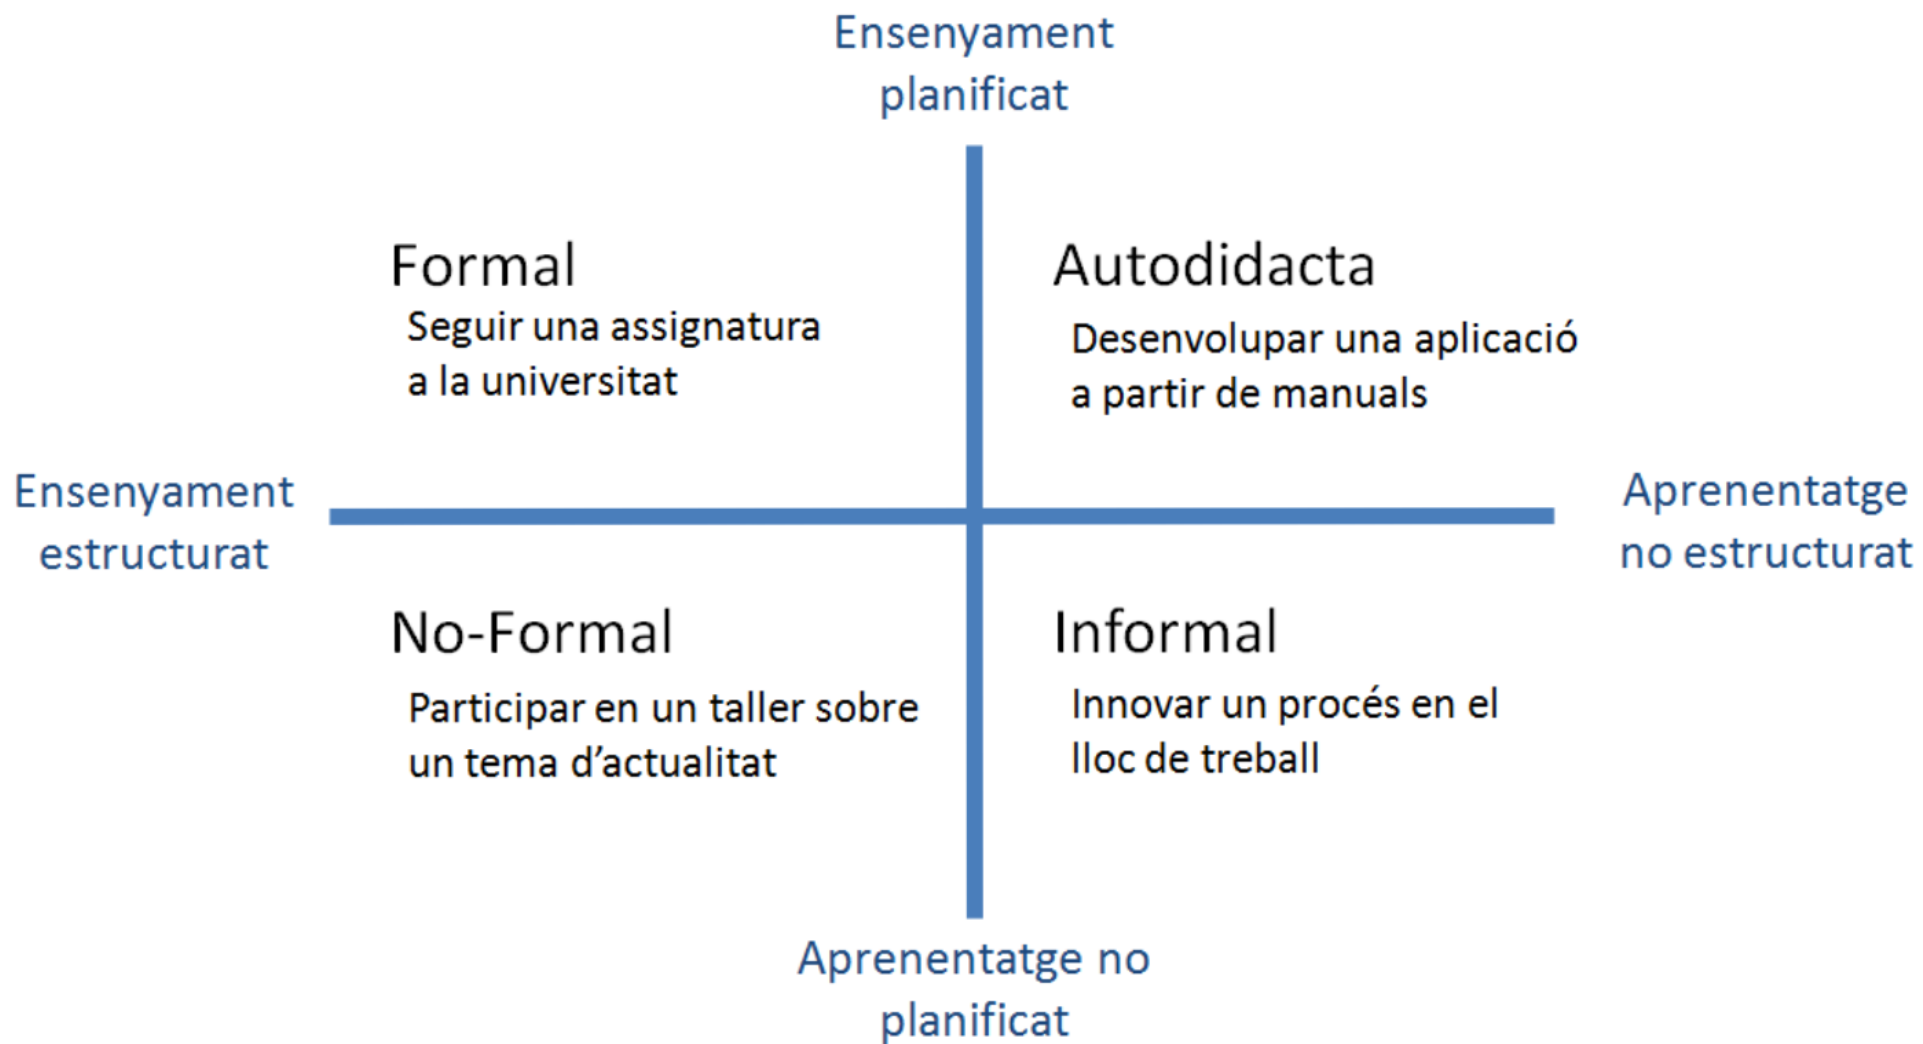 Ensenyament
planificat
Formal
Seguir una assignatura
a la universitat
Autodidacta
Desenvolupar una aplicació
a partir de manuals
Ensenyament
estructurat
Aprenentatge
no estructurat
No-Formal
Participar en un taller sobre
un tema d’actualitat
Informal
Innovar un procés en el
lloc de treball
Aprenentatge no
planificat